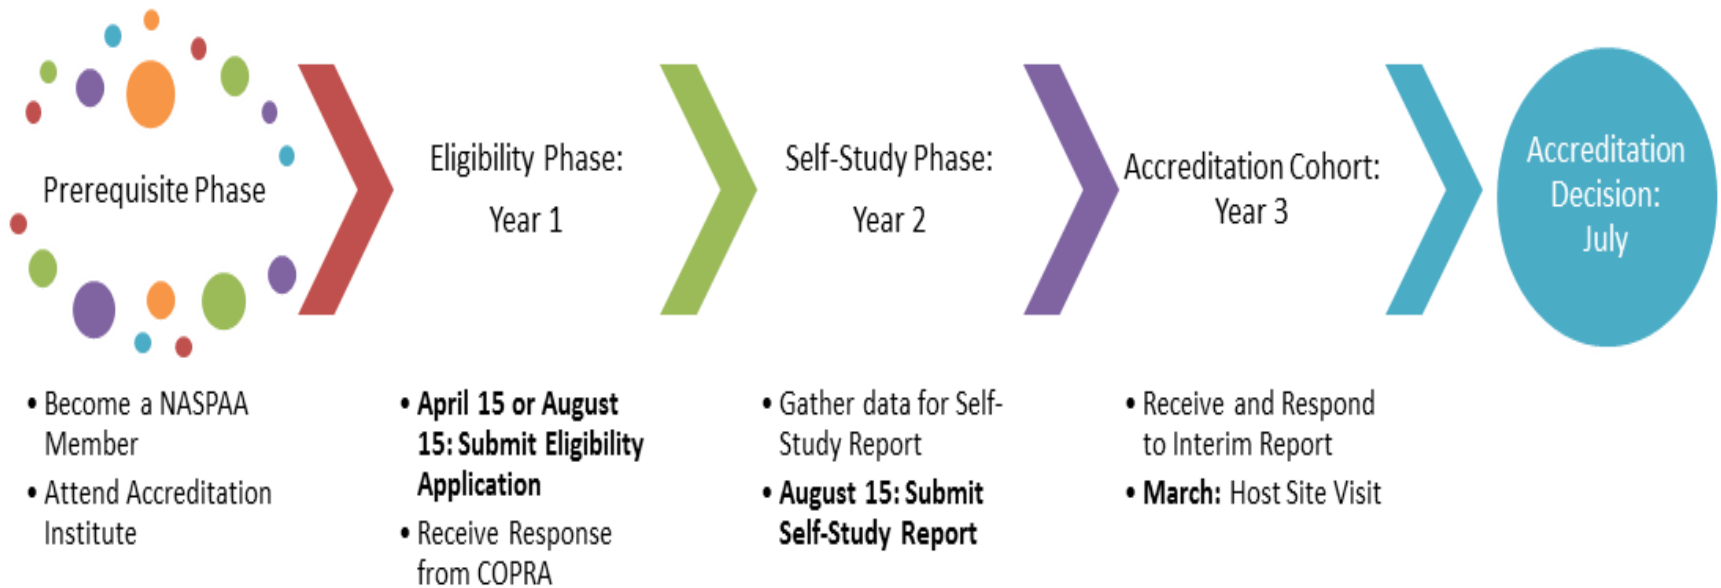 Prerequisite Phase
Eligibility Phase:
Year 1
Self-Study Phase:
Year 2
Accreditation Cohort:
Year 3
Accreditation
Decision:
July
• Become a NASPAA
Member
• Attend Accreditation
Institute
• April 15 or August
15: Submit Eligibility
Application
• Receive Response
from COPRA
• Gather data for Self-
Study Report
• August 15: Submit
Self-Study Report
• Receive and Respond
to Interim Report
• March: Host Site Visit